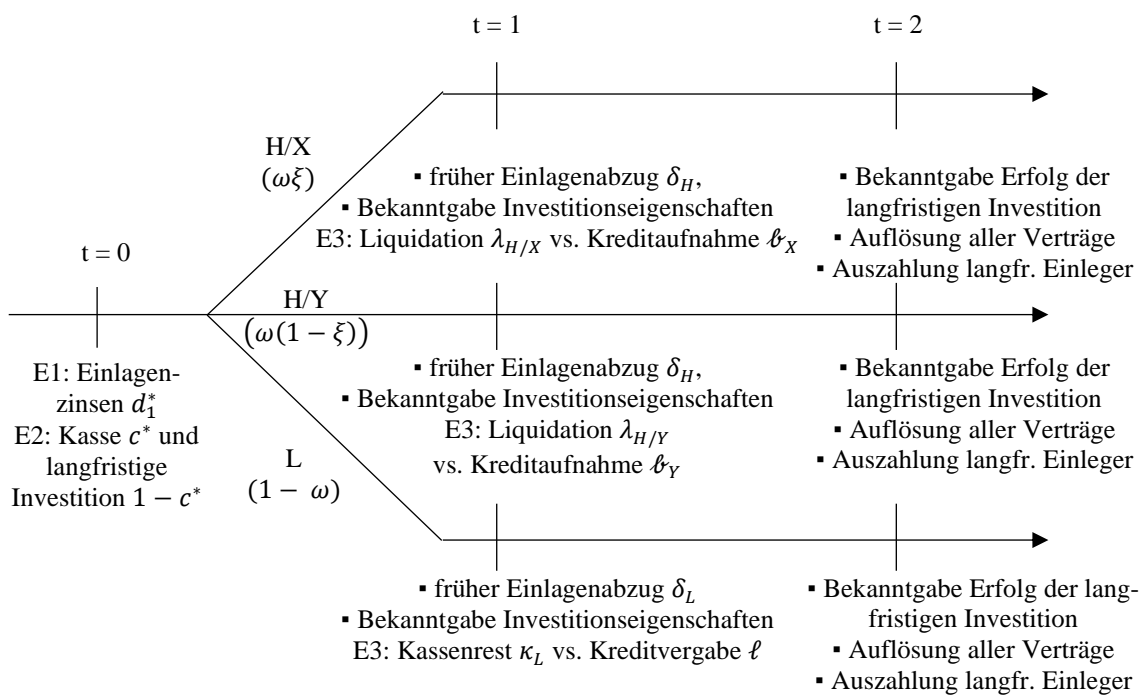 t = 1
t = 2
H/X
(ωξ)
▪ früher Einlagenabzug δ_H,
▪ Bekanntgabe Investitionseigenschaften
E3: Liquidation λ_{H/X} vs. Kreditaufnahme 𝒷_X
▪ Bekanntgabe Erfolg der
langfristigen Investition
▪ Auflösung aller Verträge
▪ Auszahlung langfr. Einleger
t = 0
E1: Einlagen-
zinsen d_1^*
E2: Kasse c^* und
langfristige
Investition 1 − c^*
H/Y
(ω(1 − ξ))
▪ früher Einlagenabzug δ_H,
▪ Bekanntgabe Investitionseigenschaften
E3: Liquidation λ_{H/Y}
vs. Kreditaufnahme 𝒷_Y
▪ Bekanntgabe Erfolg der
langfristigen Investition
▪ Auflösung aller Verträge
▪ Auszahlung langfr. Einleger
L
(1 − ω)
▪ früher Einlagenabzug δ_L
▪ Bekanntgabe Investitionseigenschaften
E3: Kassenrest κ_L vs. Kreditvergabe ℓ
▪ Bekanntgabe Erfolg der lang-
fristigen Investition
▪ Auflösung aller Verträge
▪ Auszahlung langfr. Einleger